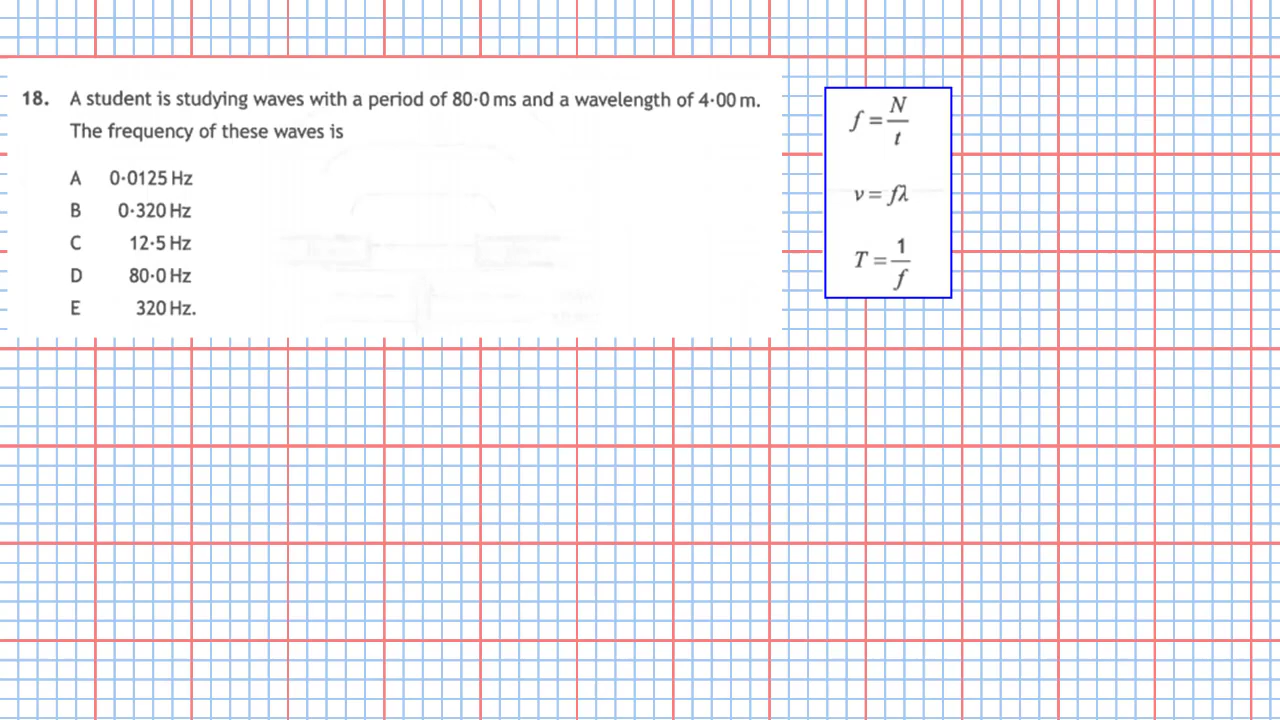 18. A student is studying waves with a period of 80·0 ms and a wavelength of 4·00 m.
The frequency of these waves is
A 0·0125 Hz
B 0·320 Hz
C 12·5 Hz
D 80·0 Hz
E 320 Hz.
f = N/t
v = fλ
T = 1/f